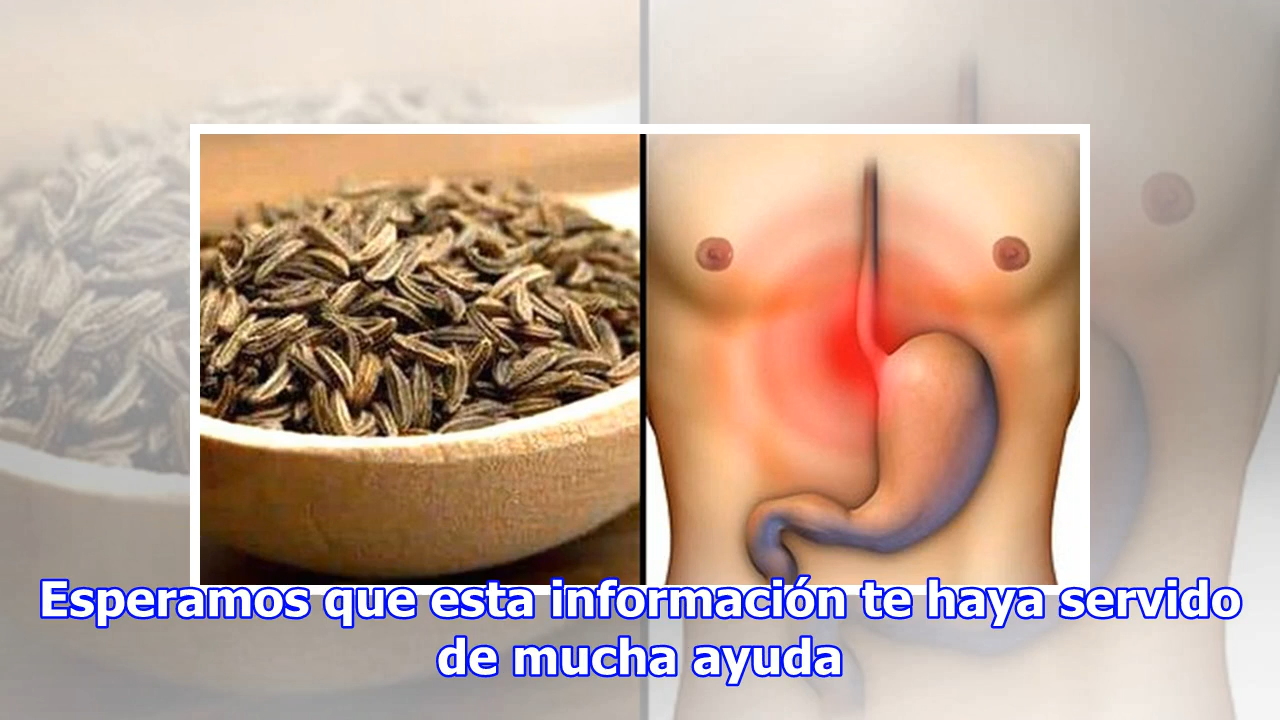 Esperamos que esta información te haya servido
de mucha ayuda